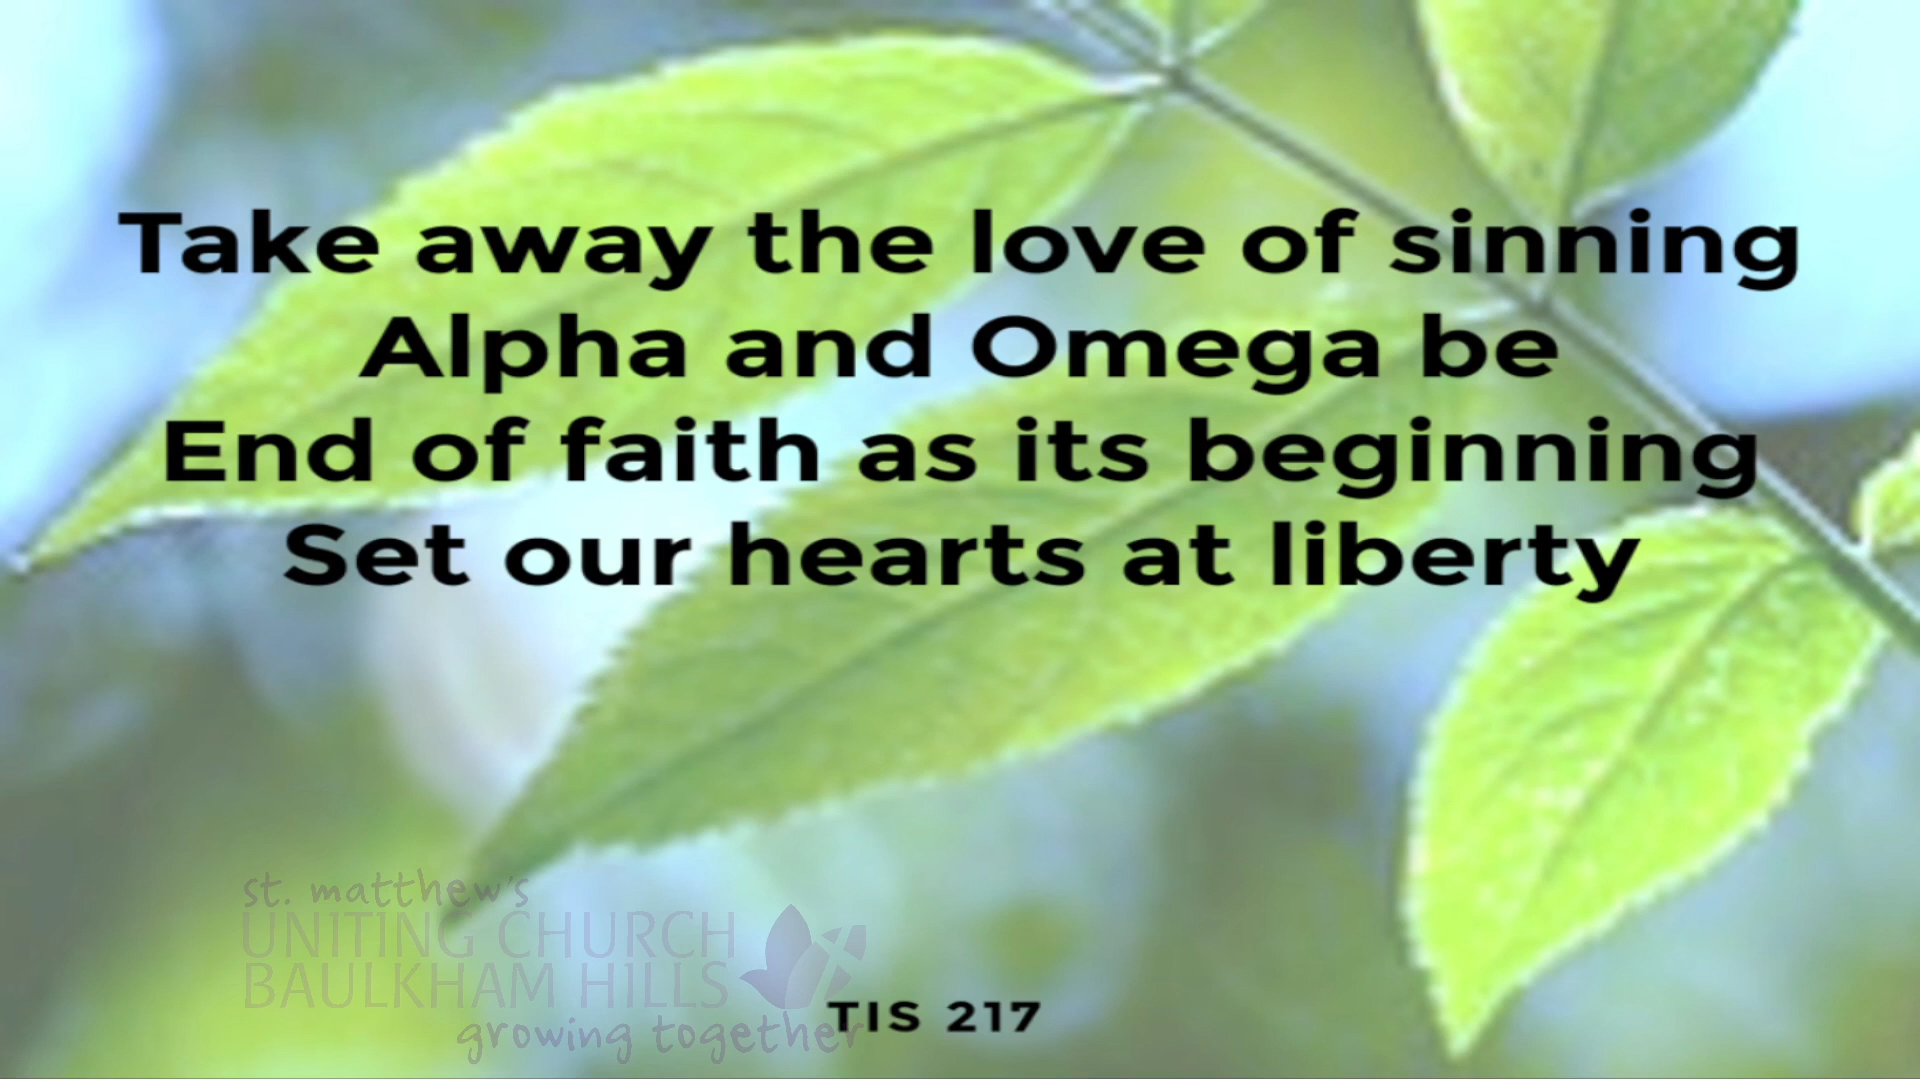 Take away the love of sinning
Alpha and Omega be
End of faith as its beginning
Set our hearts at liberty
st. matthew's
UNITING CHURCH
BAULKHAM HILLS
growing together
TIS 217